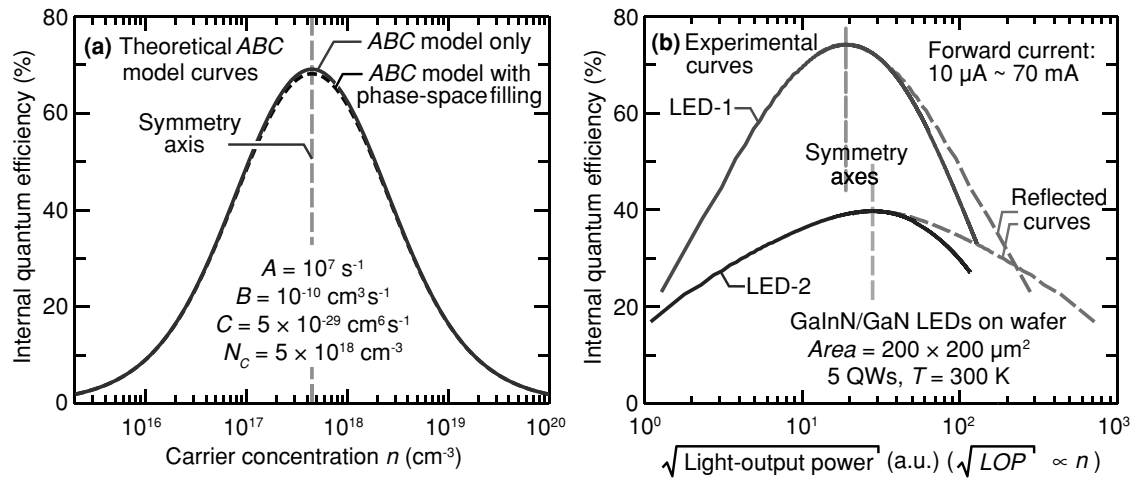 80
60
40
20
0
Internal quantum efficiency (%)
(a) Theoretical ABC
model curves
ABC model only
ABC model with
phase-space filling
Symmetry
axis
A = 10⁷ s⁻¹
B = 10⁻¹⁰ cm³s⁻¹
C = 5 × 10⁻²⁹ cm⁶s⁻¹
N_C = 5 × 10¹⁸ cm⁻³
10¹⁶ 10¹⁷ 10¹⁸ 10¹⁹ 10²⁰
Carrier concentration n (cm⁻³)
80
60
40
20
0
Internal quantum efficiency (%)
(b) Experimental
curves
Forward current:
10 µA ~ 70 mA
LED-1
Symmetry
axes
Reflected
curves
LED-2
GaInN/GaN LEDs on wafer
Area = 200 × 200 µm²
5 QWs, T = 300 K
10⁰ 10¹ 10² 10³
√Light-output power (a.u.) (√LOP ∝ n)